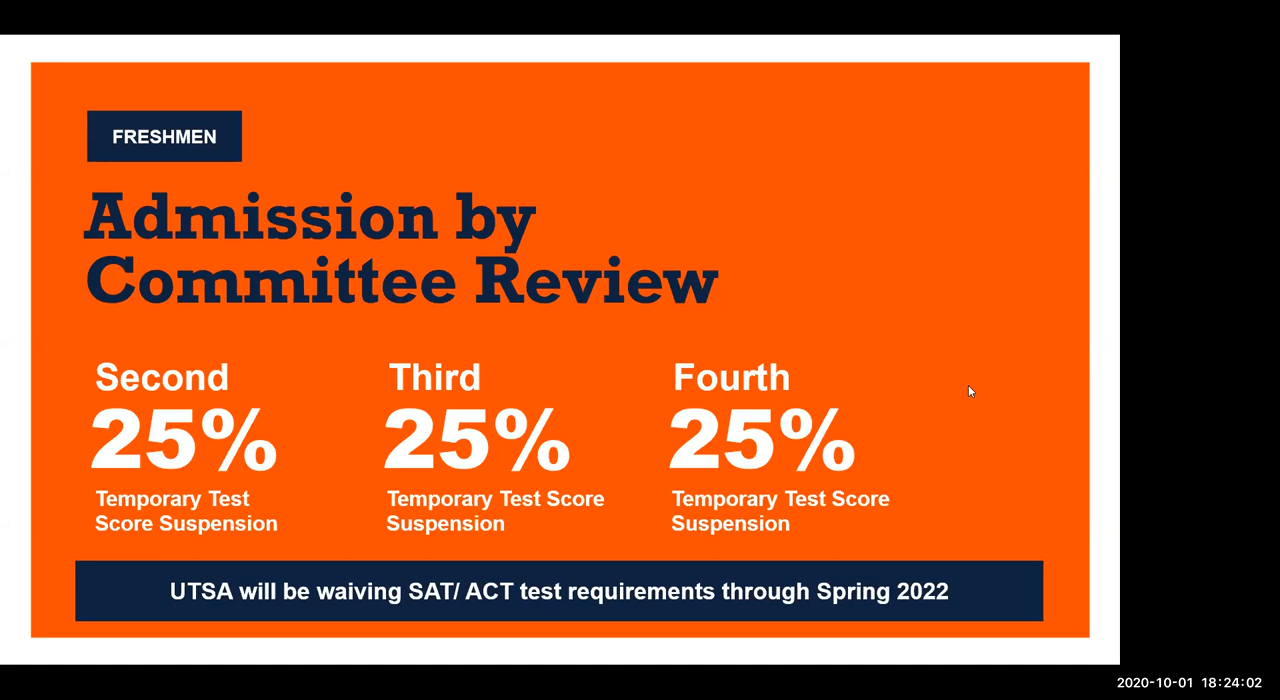 FRESHMEN
Admission by
Committee Review
Second
25%
Temporary Test
Score Suspension
Third
25%
Temporary Test Score
Suspension
Fourth
25%
Temporary Test Score
Suspension
UTSA will be waiving SAT/ ACT test requirements through Spring 2022
2020-10-01 18:24:02